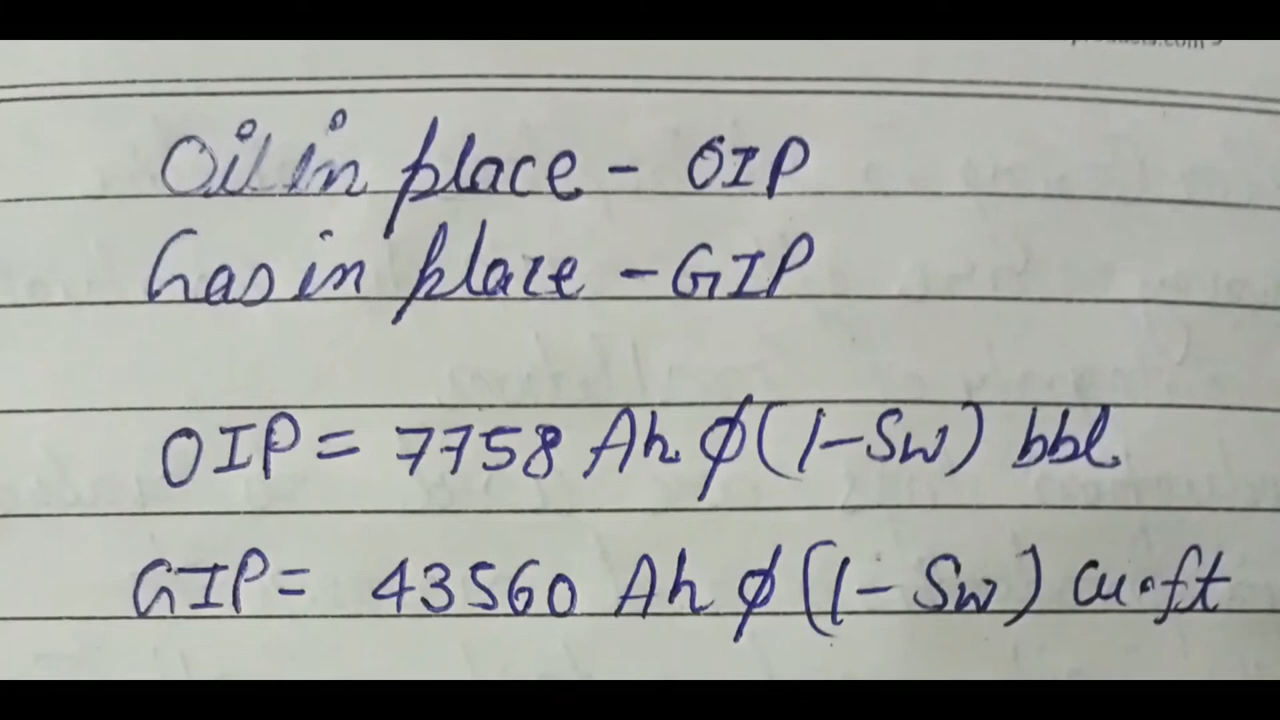 Oil in place - OIP
Gas in place - GIP
OIP = 7758 Ah ϕ(1-Sw) bbl
GIP = 43560 Ah ϕ(1-Sw) cu.ft